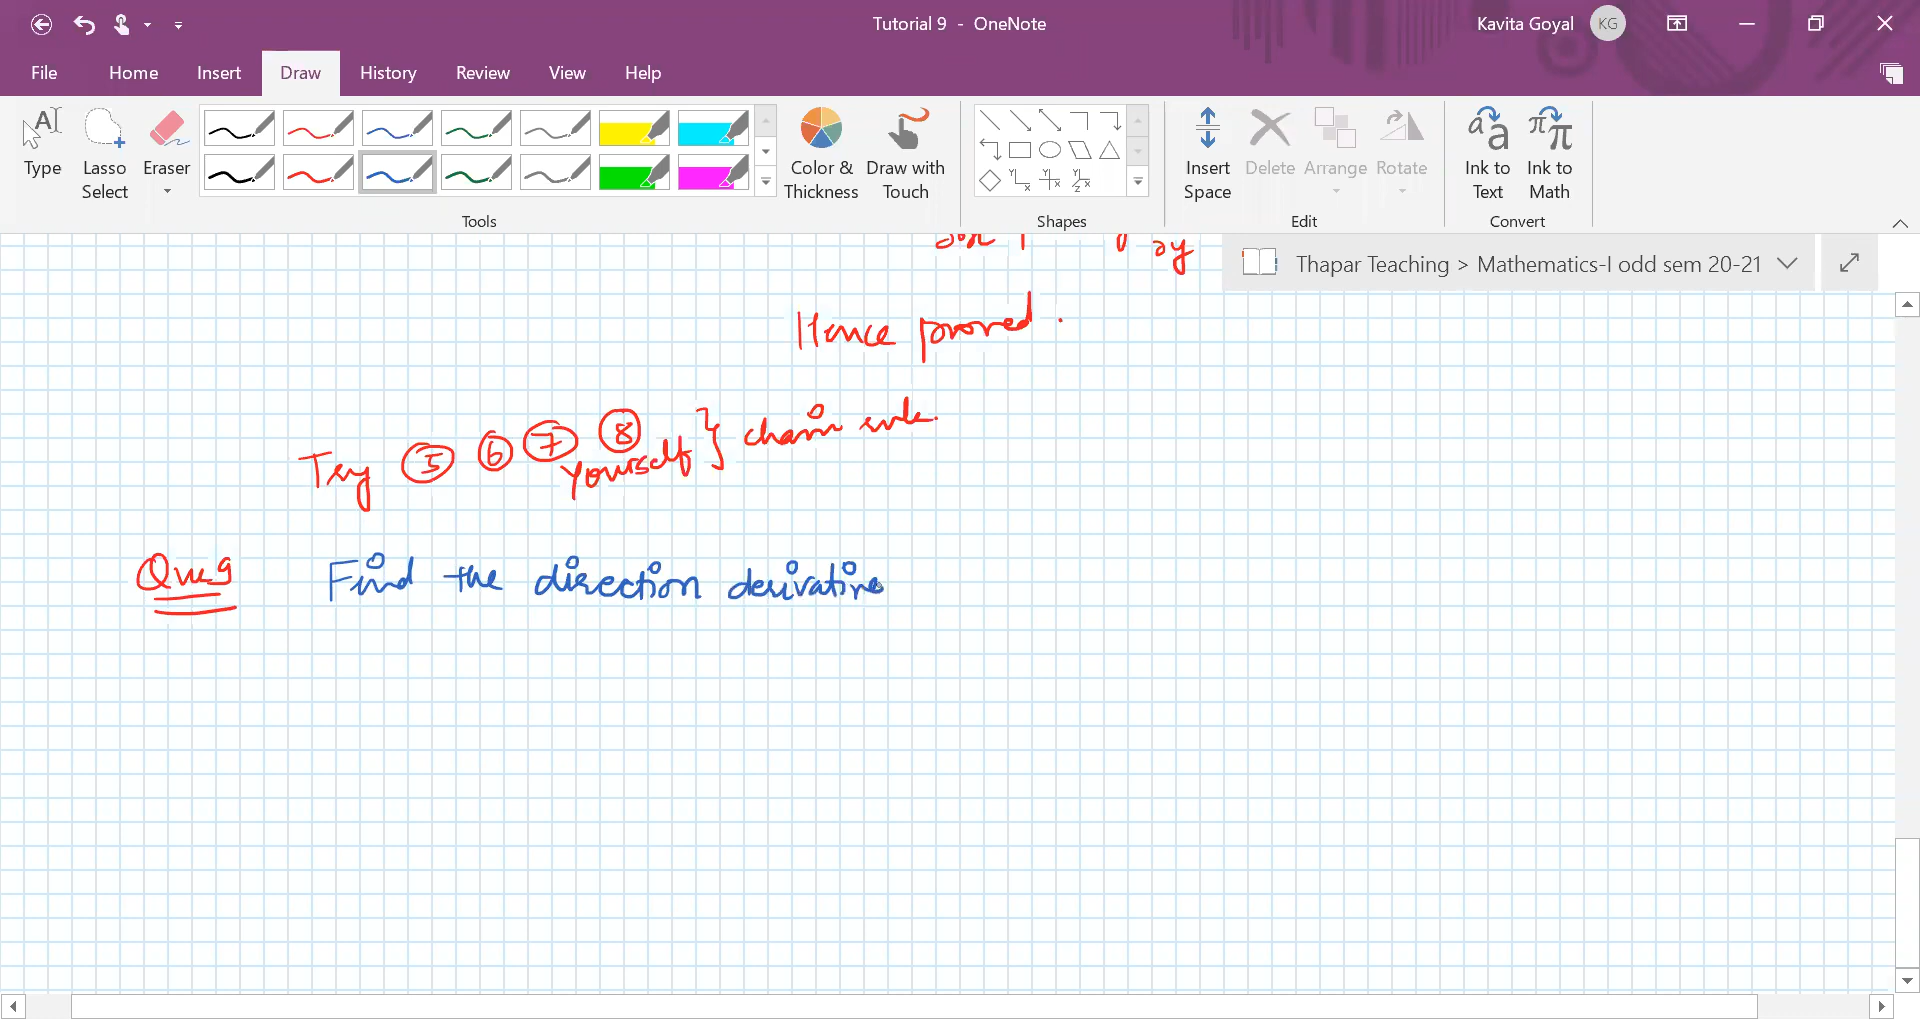 Tutorial 9 - OneNote
Kavita Goyal KG
File Home Insert Draw History Review View Help
Type
Lasso Select
Eraser
Color & Thickness
Draw with Touch
Insert Space
Delete
Arrange
Rotate
Ink to Text
Ink to Math
Tools
Shapes
Edit
Convert
Thapar Teaching > Mathematics-I odd sem 20-21
Hence proved.
Try 5 6 7 8 } chain rule.
yourself
Que 9 Find the direction derivative